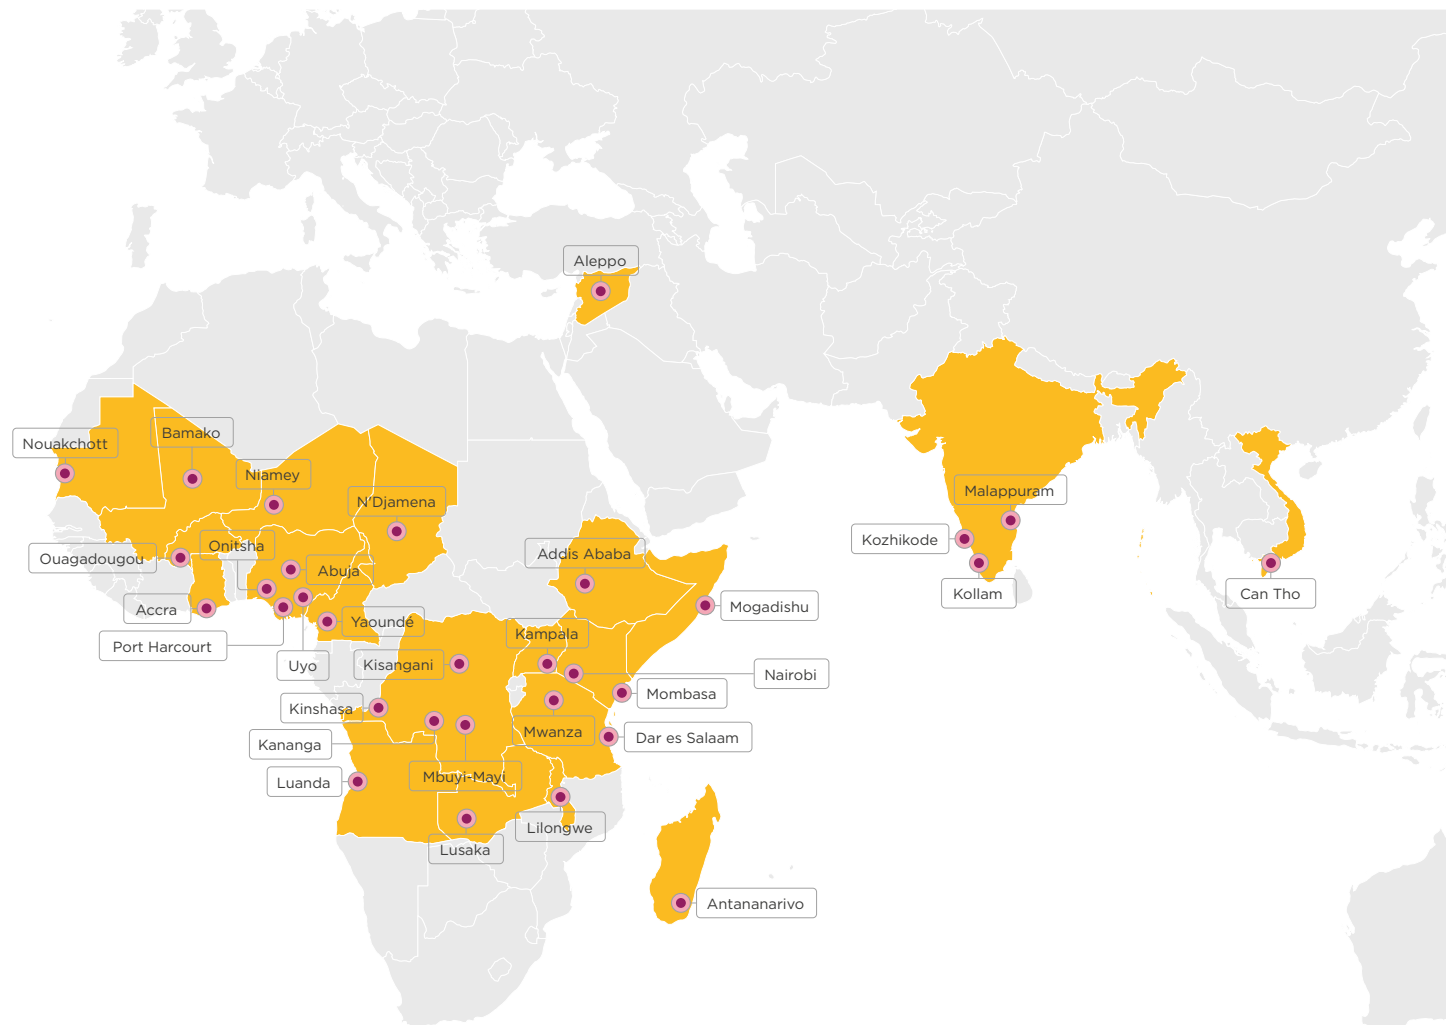 Aleppo
Nouakchott
Bamako
Niamey
N'Djamena
Malappuram
Kozhikode
Onitsha
Ouagadougou
Abuja
Addis Ababa
Kollam
Can Tho
Accra
Mogadishu
Yaoundé
Kampala
Port Harcourt
Uyo
Kisangani
Nairobi
Mombasa
Kinshasa
Mwanza
Dar es Salaam
Kananga
Mbuyi-Mayi
Luanda
Lilongwe
Lusaka
Antananarivo